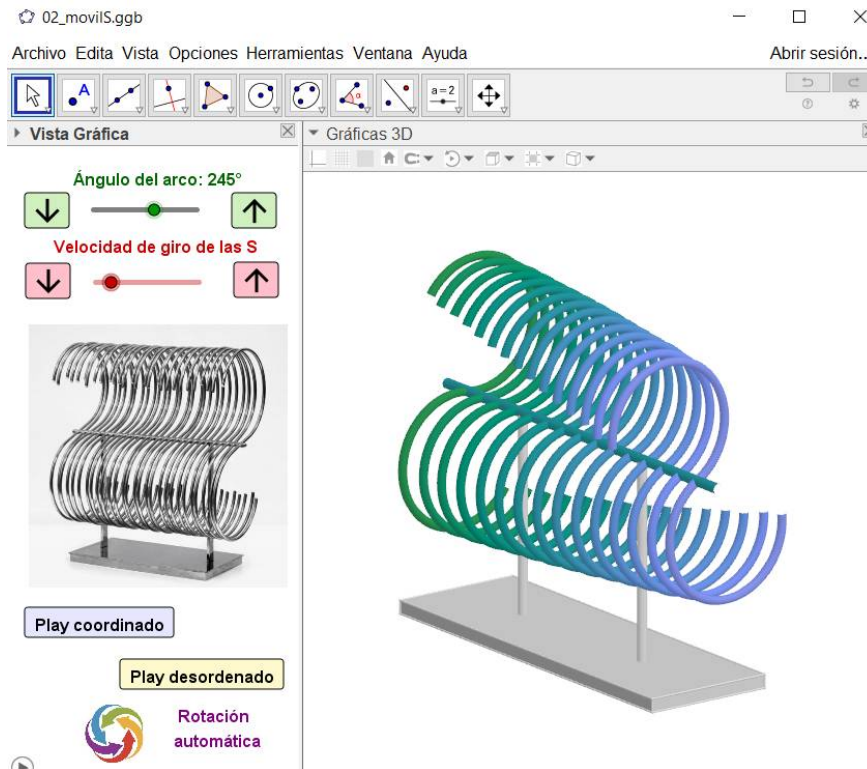 02_movilS.ggb
Archivo Edita Vista Opciones Herramientas Ventana Ayuda
Abrir sesión...
A
a=2
Vista Gráfica
Gráficas 3D
Ángulo del arco: 245°
Velocidad de giro de las S
Play coordinado
Play desordenado
Rotación
automática